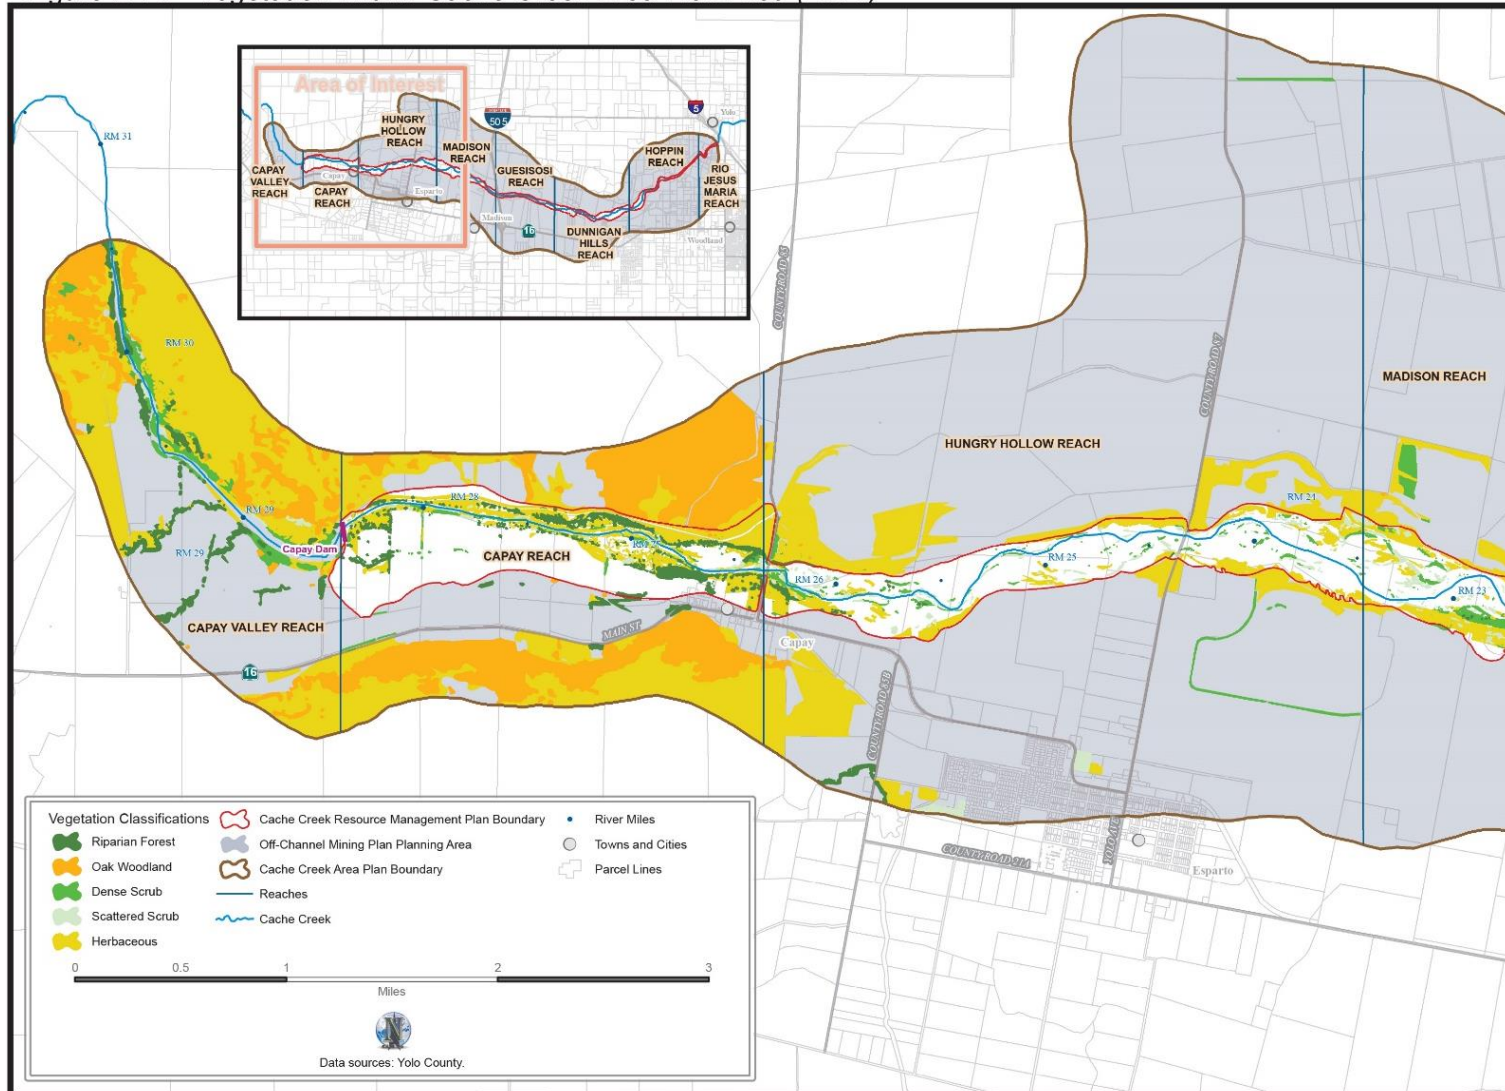 Area of Interest
HUNGRY
HOLLOW
REACH
MADISON
REACH
GUESISOSI
REACH
HOPPIN
REACH
RIO
JESUS
MARIA
REACH
CAPAY
VALLEY
REACH
CAPAY
REACH
DUNNIGAN
HILLS
REACH
505
5
16
Yolo
Capay
Esparto
Madison
Woodland
RM 31
RM 30
RM 29
RM 29
RM 28
RM 26
RM 25
RM 24
RM 23
Capay Dam
CAPAY REACH
CAPAY VALLEY REACH
HUNGRY HOLLOW REACH
MADISON REACH
COUNTY ROAD 85
COUNTY ROAD 87
COUNTY ROAD 85B
COUNTY ROAD 21A
YOLO AVE
MAIN ST
16
Capay
Esparto
Vegetation Classifications
Riparian Forest
Oak Woodland
Dense Scrub
Scattered Scrub
Herbaceous
Cache Creek Resource Management Plan Boundary
Off-Channel Mining Plan Planning Area
Cache Creek Area Plan Boundary
Reaches
Cache Creek
River Miles
Towns and Cities
Parcel Lines
0 0.5 1 2 3
Miles
N
Data sources: Yolo County.